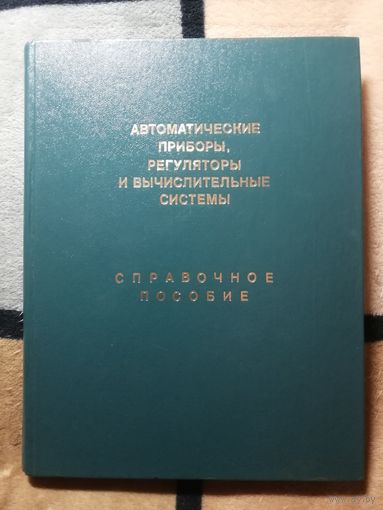 АВТОМАТИЧЕСКИЕ
ПРИБОРЫ,
РЕГУЛЯТОРЫ
И ВЫЧИСЛИТЕЛЬНЫЕ
СИСТЕМЫ
СПРАВОЧНОЕ
ПОСОБИЕ